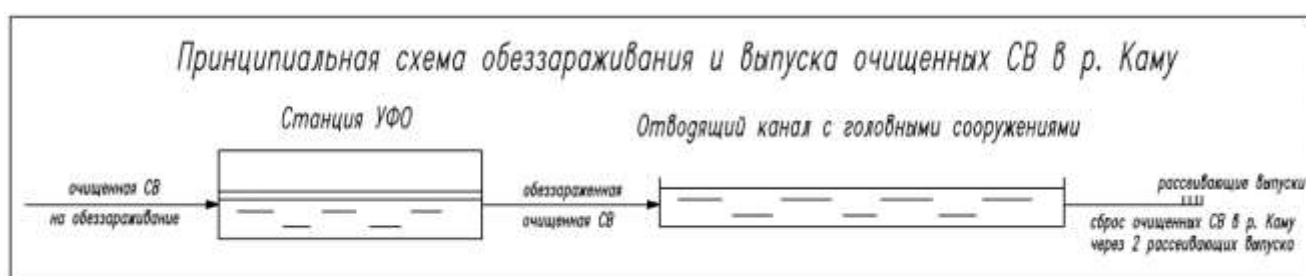 Принципиальная схема обеззараживания и выпуска очищенных СВ в р. Каму
Станция УФО
Отводящий канал с головными сооружениями
очищенная СВ
на обеззараживание
обеззараженная
очищенная СВ
рассеивающие выпуски
сброс очищенных СВ в р. Каму
через 2 рассеивающих выпуска